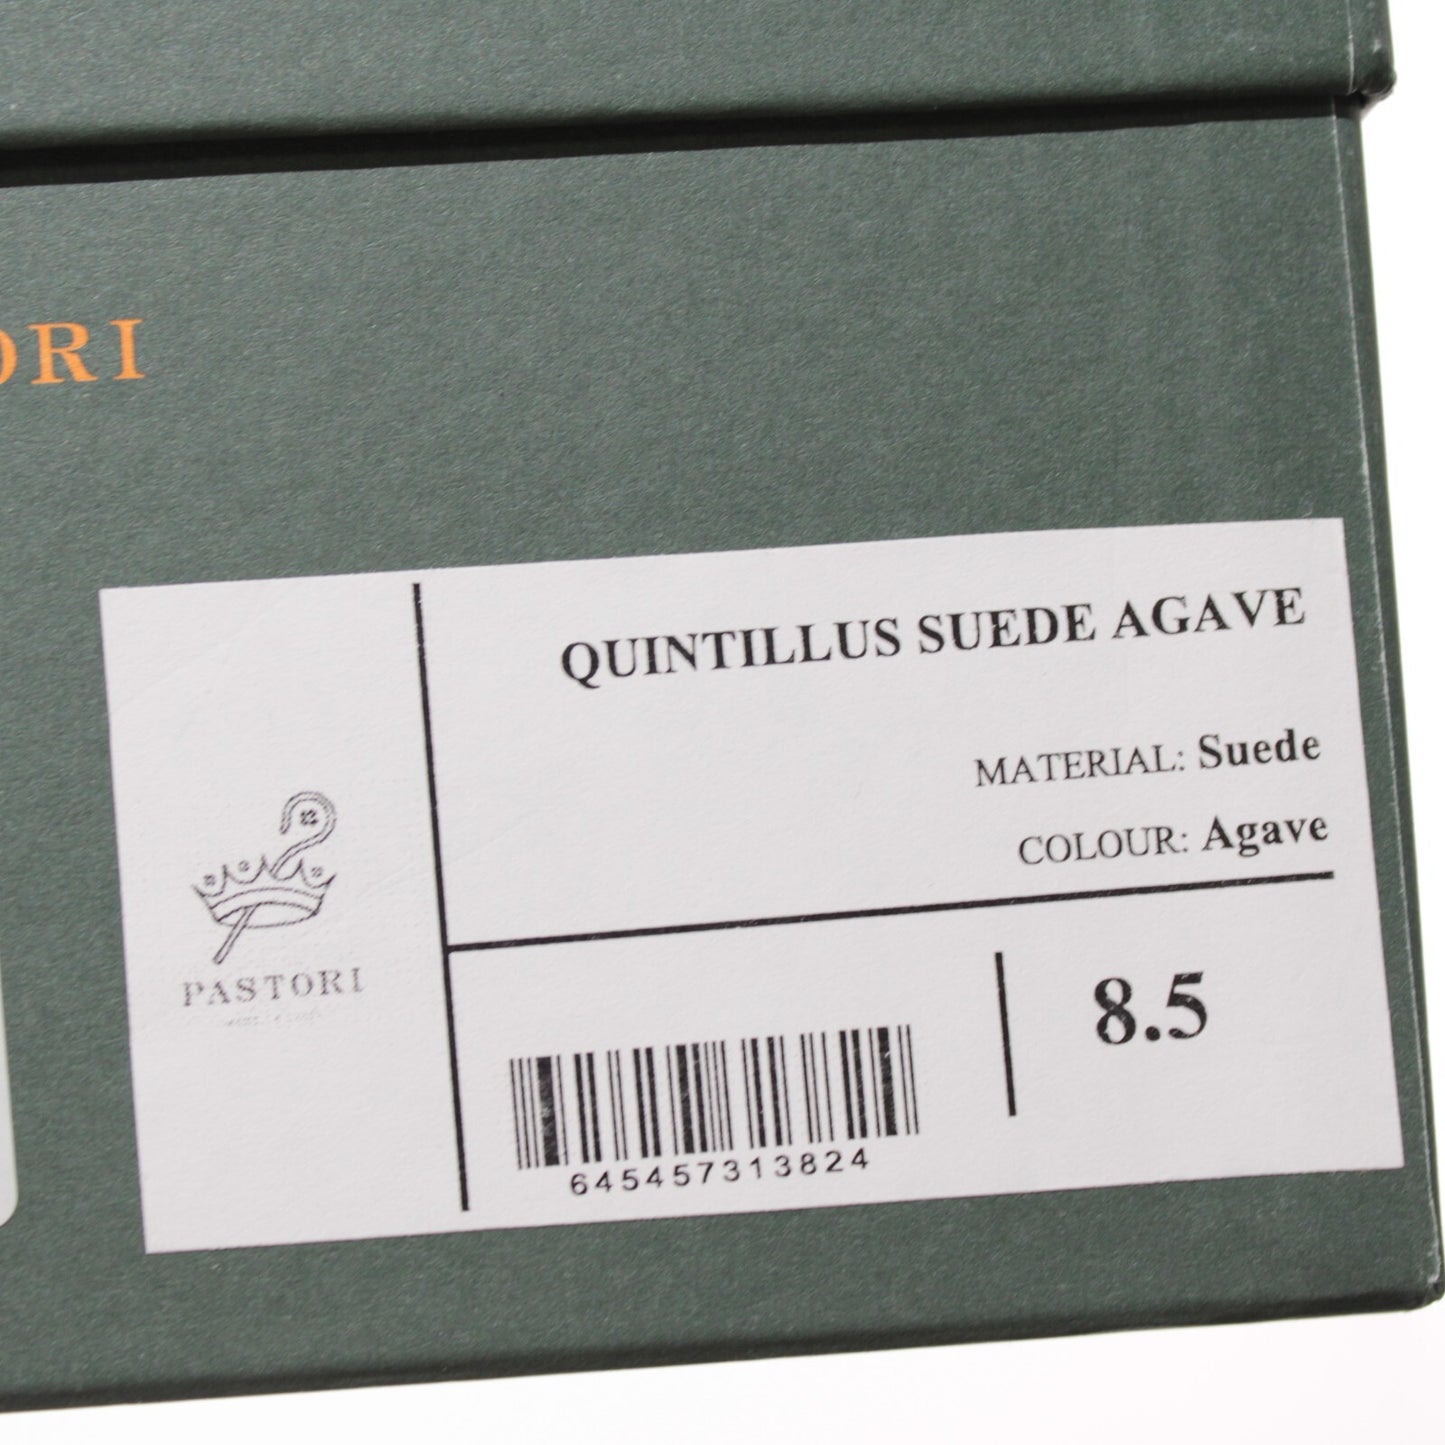 ORI
QUINTILLUS SUEDE AGAVE
MATERIAL: Suede
COLOUR: Agave
PASTORI
8.5
645457313824